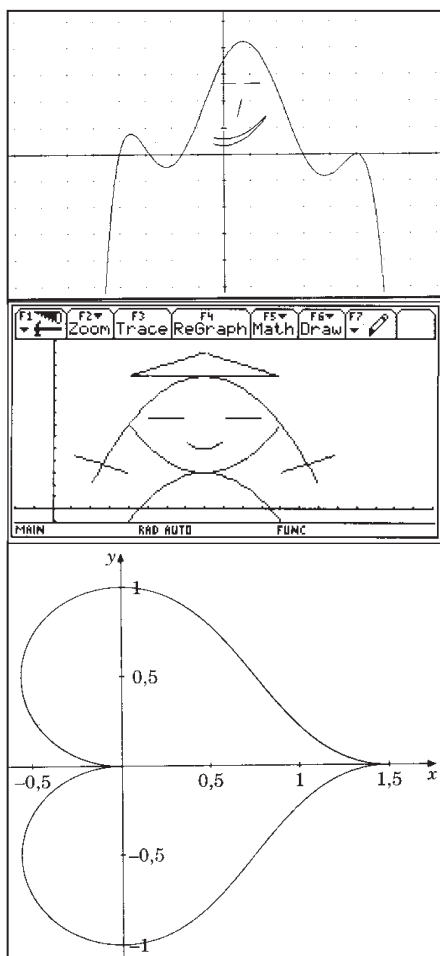 F1 F2 F3 F4 F5 F6 F7
Zoom Trace ReGraph Math Draw
MAIN RAD AUTO FUNC
y
1
0,5
-0,5 0,5 1 1,5 x
-0,5
-1